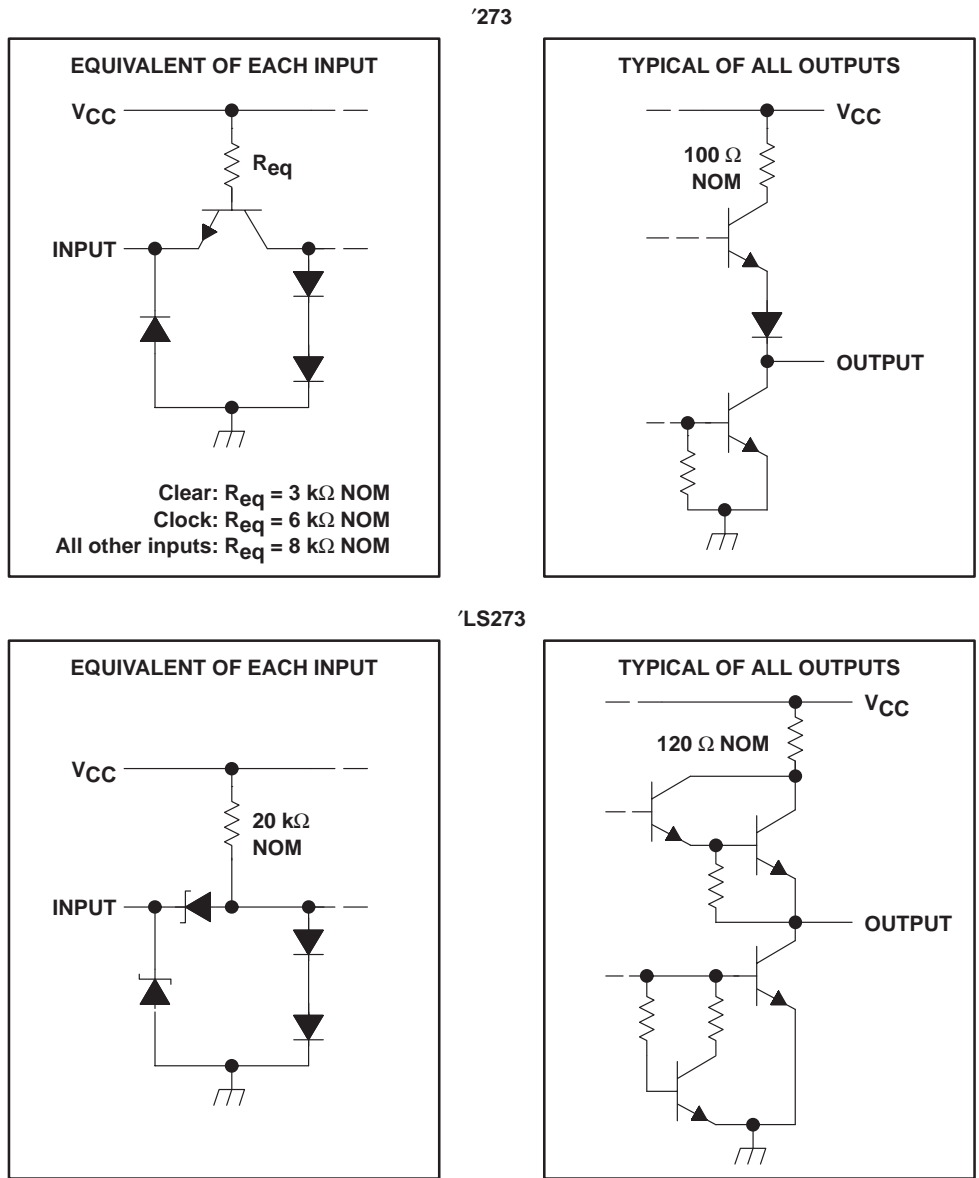 ′273
EQUIVALENT OF EACH INPUT
VCC
Req
INPUT
Clear: Req = 3 kΩ NOM
Clock: Req = 6 kΩ NOM
All other inputs: Req = 8 kΩ NOM
TYPICAL OF ALL OUTPUTS
VCC
100 Ω
NOM
OUTPUT
′LS273
EQUIVALENT OF EACH INPUT
VCC
20 kΩ
NOM
INPUT
TYPICAL OF ALL OUTPUTS
VCC
120 Ω NOM
OUTPUT